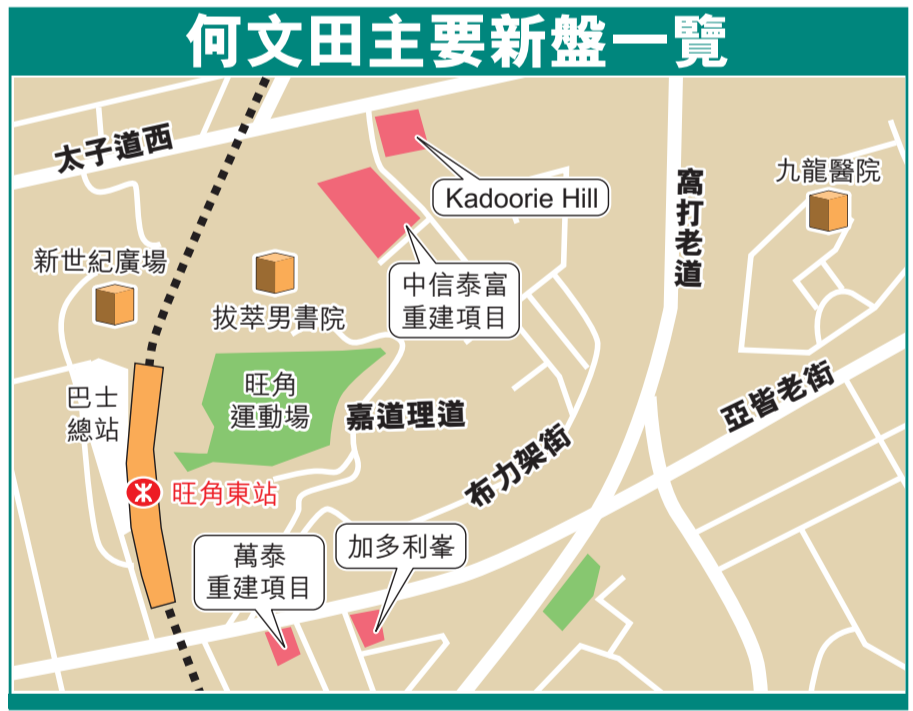 何文田主要新盤一覽
太子道西
Kadoorie Hill
窩打老道
九龍醫院
新世紀廣場
拔萃男書院
中信泰富
重建項目
旺角
運動場
嘉道理道
亞皆老街
巴士
總站
布力架街
旺角東站
萬泰
重建項目
加多利峯